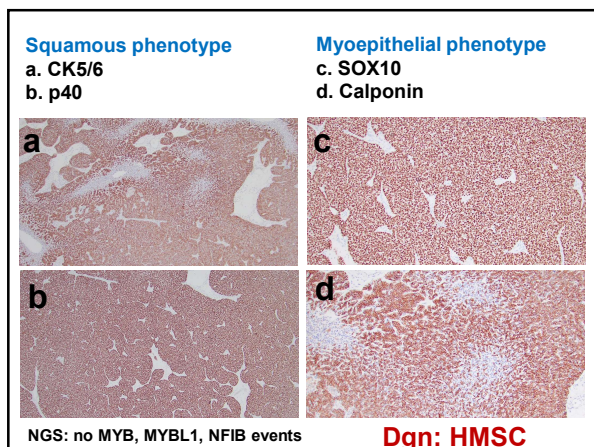 Squamous phenotype
a. CK5/6
b. p40
Myoepithelial phenotype
c. SOX10
d. Calponin
a
c
b
d
NGS: no MYB, MYBL1, NFIB events
Dgn: HMSC